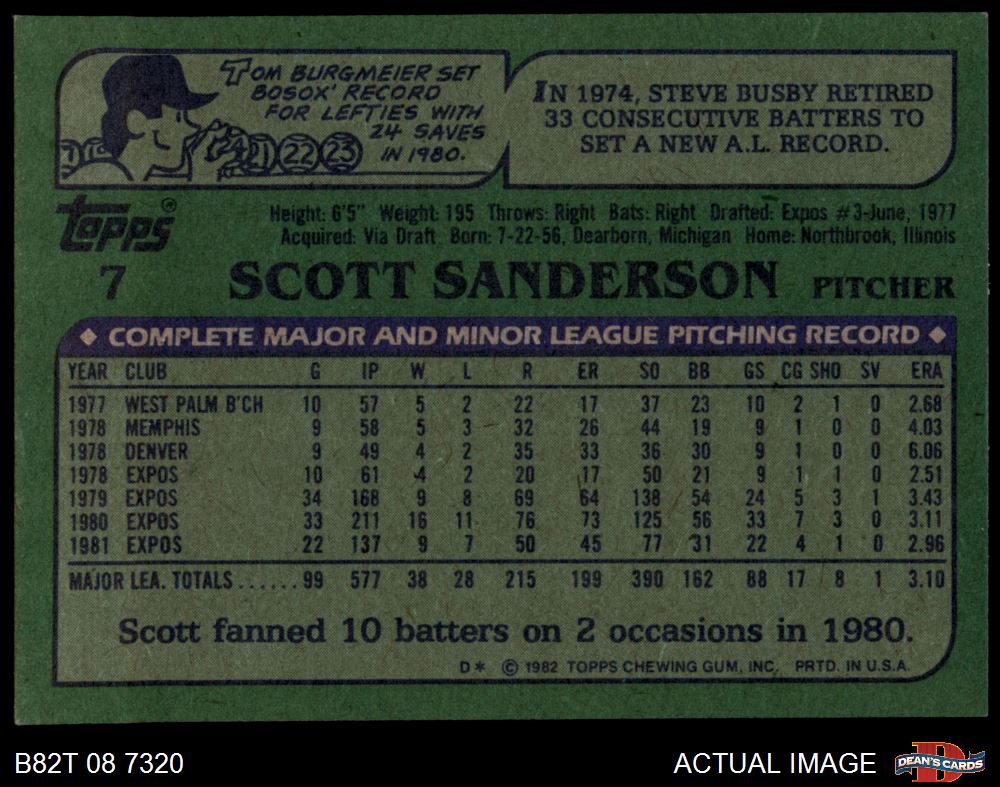 TOM BURGMEIER SET
BOSOX' RECORD
FOR LEFTIES WITH
24 SAVES
IN 1980.
24 21 22 23
IN 1974, STEVE BUSBY RETIRED
33 CONSECUTIVE BATTERS TO
SET A NEW A.L. RECORD.
topps®
Height: 6'5" Weight: 195 Throws: Right Bats: Right Drafted: Expos #3-June, 1977
Acquired: Via Draft Born: 7-22-56, Dearborn, Michigan Home: Northbrook, Illinois
7 SCOTT SANDERSON PITCHER
◆ COMPLETE MAJOR AND MINOR LEAGUE PITCHING RECORD ◆
YEAR CLUB G IP W L R ER SO BB GS CG SHO SV ERA
1977 WEST PALM B'CH 10 57 5 2 22 17 37 23 10 2 1 0 2.68
1978 MEMPHIS 9 58 5 3 32 26 44 19 9 1 0 0 4.03
1978 DENVER 9 49 4 2 35 33 36 30 9 1 0 0 6.06
1978 EXPOS 10 61 4 2 20 17 50 21 9 1 1 0 2.51
1979 EXPOS 34 168 9 8 69 64 138 54 24 5 3 1 3.43
1980 EXPOS 33 211 16 11 76 73 125 56 33 7 3 0 3.11
1981 EXPOS 22 137 9 7 50 45 77 31 22 4 1 0 2.96
MAJOR LEA. TOTALS ...... 99 577 38 28 215 199 390 162 88 17 8 1 3.10
Scott fanned 10 batters on 2 occasions in 1980.
D* © 1982 TOPPS CHEWING GUM, INC. PRTD. IN U.S.A.
B82T 08 7320 ACTUAL IMAGE D DEAN'S CARDS